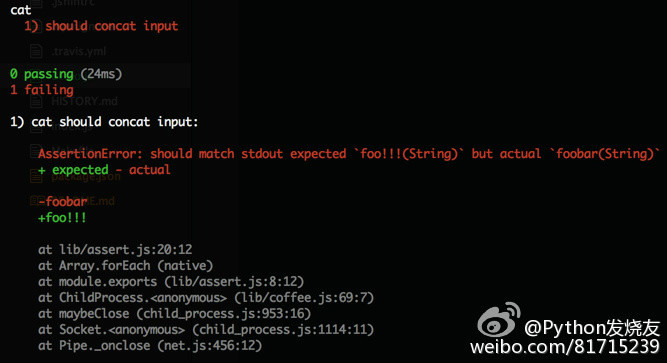 .jshintrc
cat
1) should concat input
.travis.yml
0 passing (24ms)
1 failing
HISTORY.md
1) cat should concat input:
AssertionError: should match stdout expected `foo!!!(String)` but actual `foobar(String)`
+ expected - actual
package.json
-foobar
+foo!!!
at lib/assert.js:20:12
at Array.forEach (native)
at module.exports (lib/assert.js:8:12)
at ChildProcess.<anonymous> (lib/coffee.js:69:7)
at maybeClose (child_process.js:953:16)
at Socket.<anonymous> (child_process.js:1114:11)
at Pipe._onclose (net.js:456:12)
@Python发烧友
weibo.com/81715239